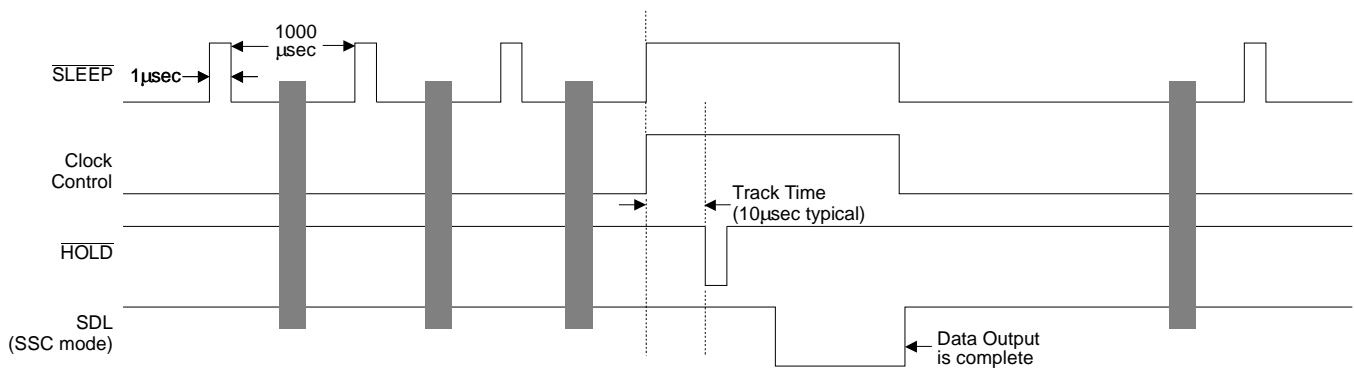 1000
µsec
SLEEP
1µsec
Clock
Control
Track Time
(10µsec typical)
HOLD
SDL
(SSC mode)
Data Output
is complete